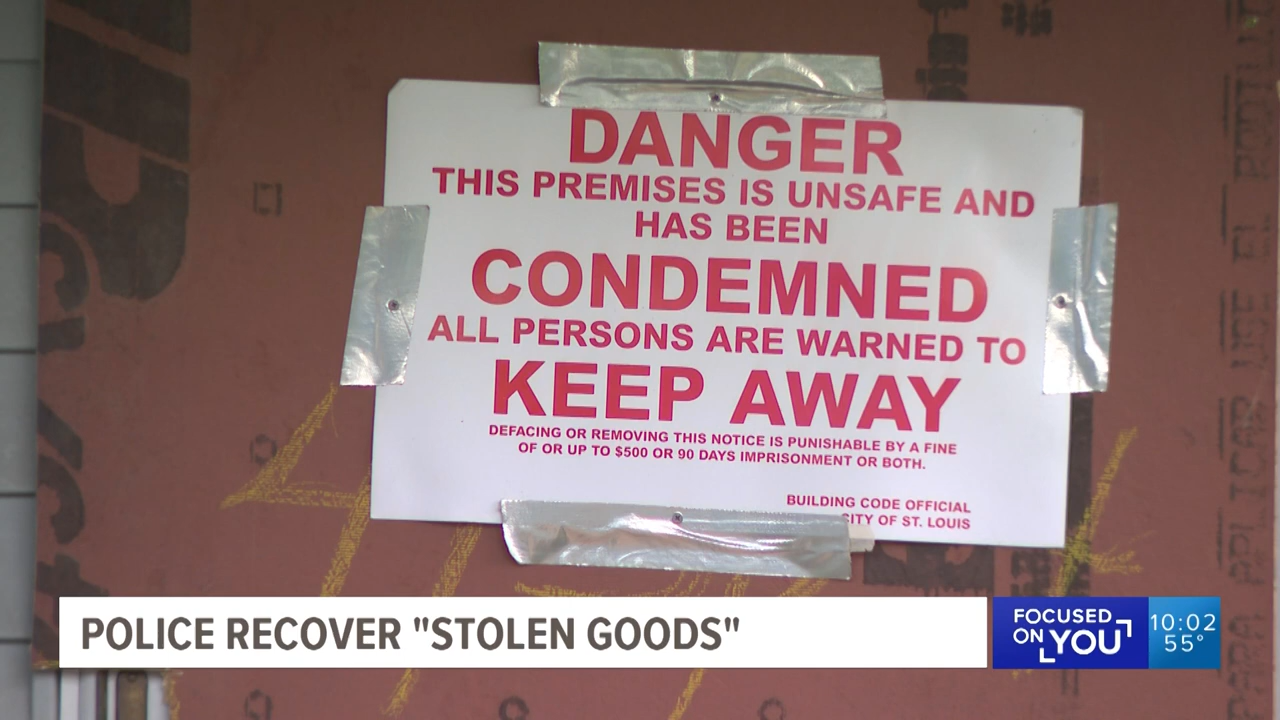 DANGER
THIS PREMISES IS UNSAFE AND
HAS BEEN
CONDEMNED
ALL PERSONS ARE WARNED TO
KEEP AWAY
DEFACING OR REMOVING THIS NOTICE IS PUNISHABLE BY A FINE
OF OR UP TO $500 OR 90 DAYS IMPRISONMENT OR BOTH.
BUILDING CODE OFFICIAL
CITY OF ST. LOUIS
POLICE RECOVER "STOLEN GOODS"
FOCUSED
ON
YOU
10:02
55°